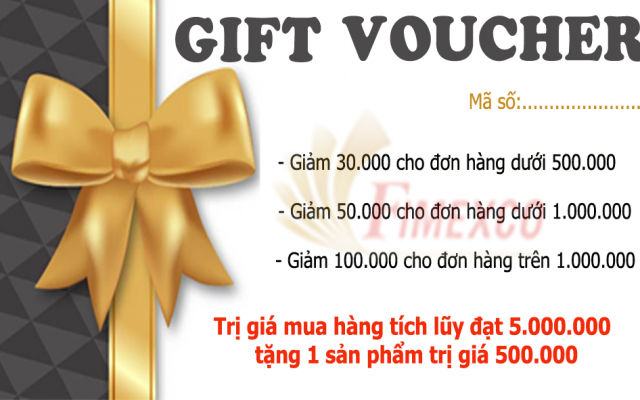 GIFT VOUCHER
Mã số:......................
- Giảm 30.000 cho đơn hàng dưới 500.000
- Giảm 50.000 cho đơn hàng dưới 1.000.000
FIMEXCO
- Giảm 100.000 cho đơn hàng trên 1.000.000
Trị giá mua hàng tích lũy đạt 5.000.000
tặng 1 sản phẩm trị giá 500.000